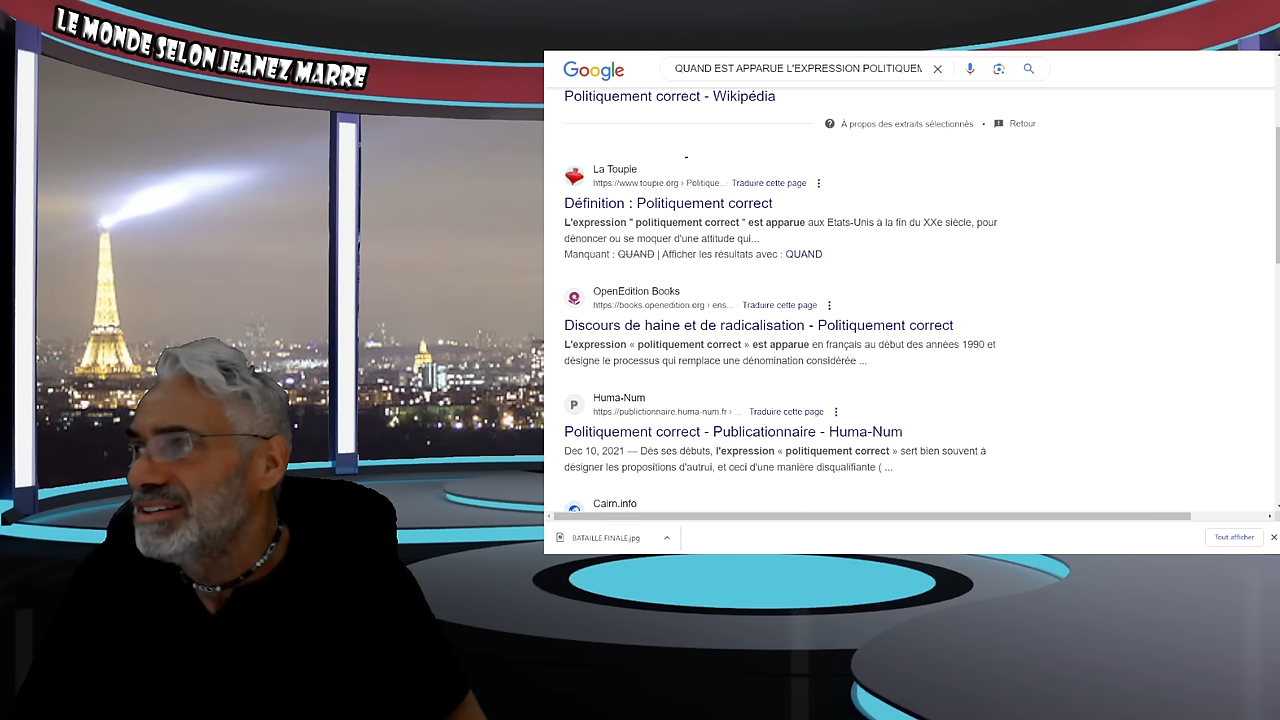 LE MONDE SELON JEANEZ MARRE
Google
QUAND EST APPARUE L'EXPRESSION POLITIQUEM
Politiquement correct - Wikipédia
À propos des extraits sélectionnés • Retour
La Toupie
https://www.toupie.org › Politique... Traduire cette page
Définition : Politiquement correct
L'expression " politiquement correct " est apparue aux Etats-Unis à la fin du XXe siècle, pour
dénoncer ou se moquer d'une attitude qui...
Manquant : QUAND | Afficher les résultats avec : QUAND
OpenEdition Books
https://books.openedition.org › ens... · Traduire cette page
Discours de haine et de radicalisation - Politiquement correct
L'expression « politiquement correct » est apparue en français au début des années 1990 et
désigne le processus qui remplace une dénomination considérée ...
P
Huma-Num
https://publictionnaire.huma-num.fr › ... · Traduire cette page
Politiquement correct - Publicationnaire - Huma-Num
Dec 10, 2021 — Dès ses débuts, l'expression « politiquement correct » sert bien souvent à
désigner les propositions d'autrui, et ceci d'une manière disqualifiante ( ...
Cairn.info
BATAILLE FINALE.jpg
Tout afficher